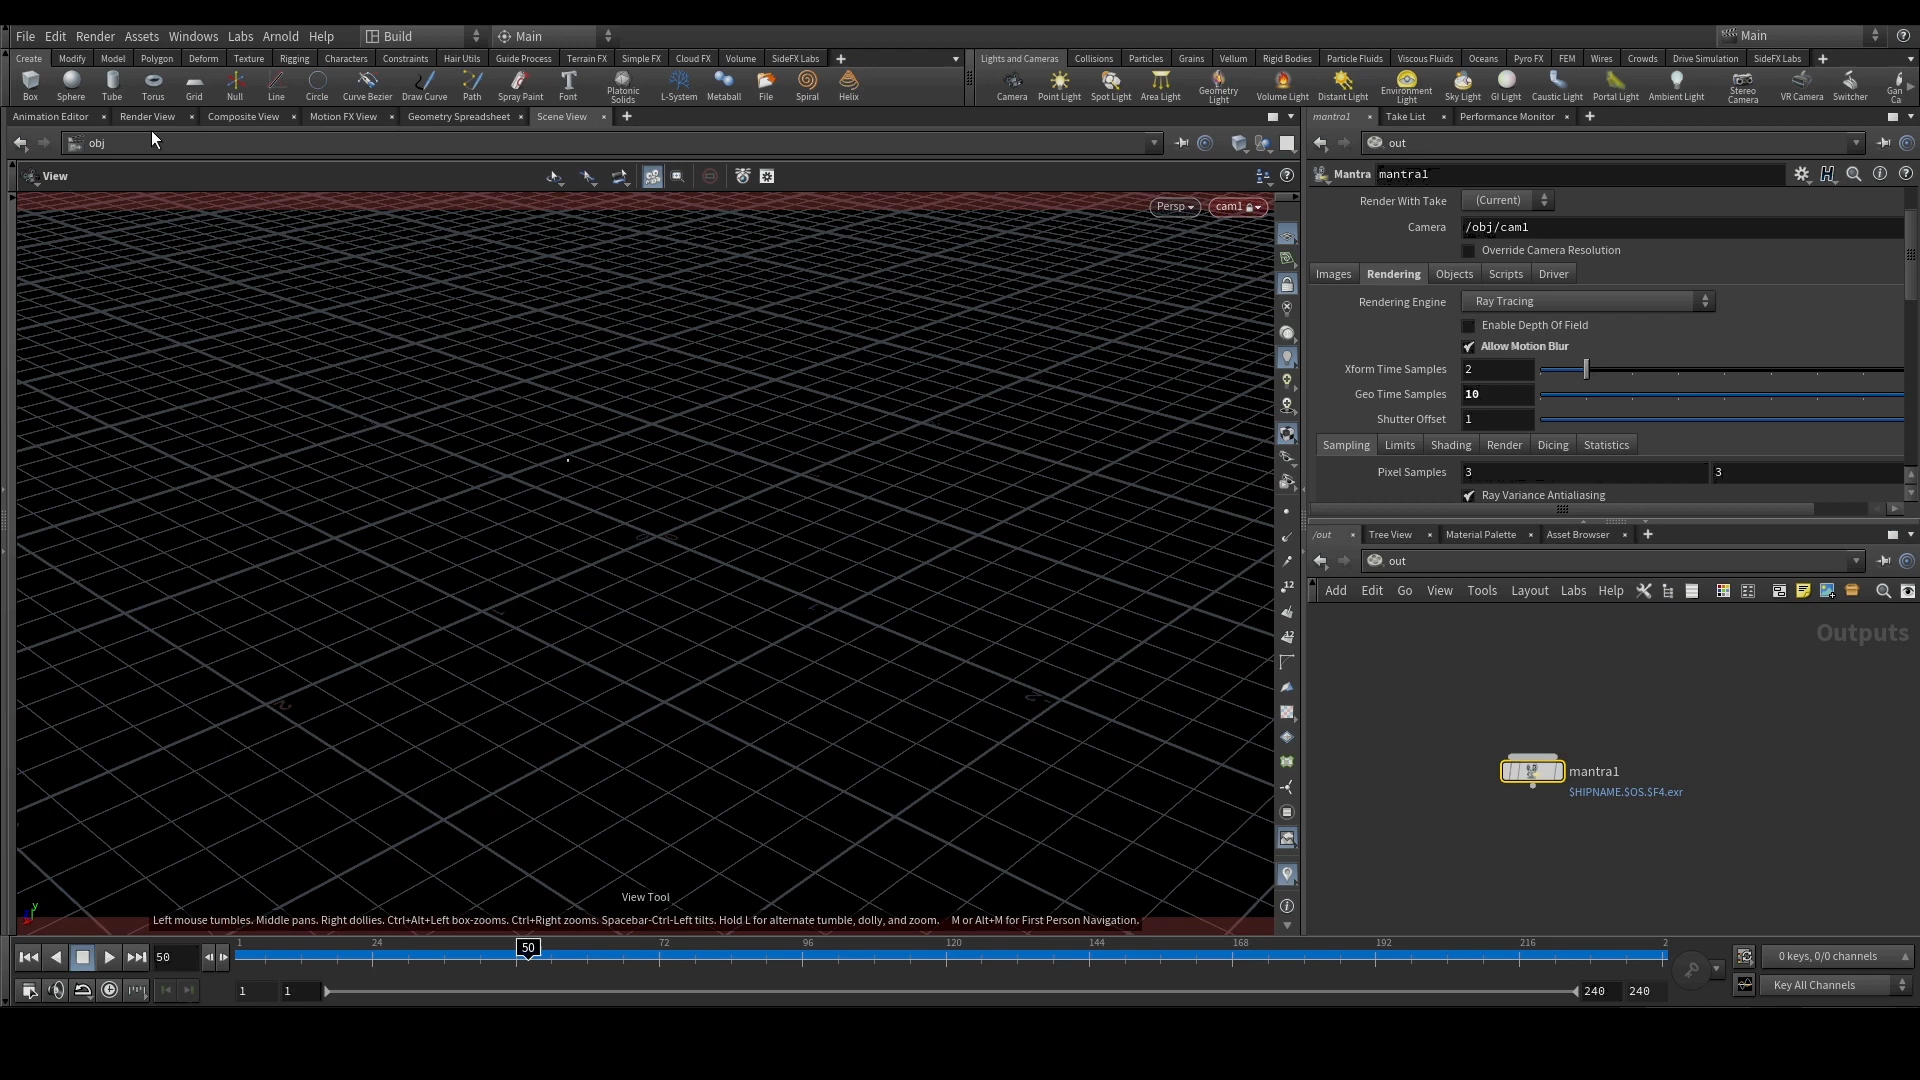 File Edit Render Assets Windows Labs Arnold Help Build Main Main
Create Modify Model Polygon Deform Texture Rigging Characters Constraints Hair Utils Guide Process Terrain FX Simple FX Cloud FX Volume SideFX Labs
Lights and Cameras Collisions Particles Grains Vellum Rigid Bodies Particle Fluids Viscous Fluids Oceans Pyro FX FEM Wires Crowds Drive Simulation SideFX Labs
Box Sphere Tube Torus Grid Null Line Circle Curve Bezier Draw Curve Path Spray Paint Font Platonic Solids L-System Metaball File Spiral Helix
Camera Point Light Spot Light Area Light Geometry Light Volume Light Distant Light Environment Light Sky Light GI Light Caustic Light Portal Light Ambient Light Stereo Camera VR Camera Switcher Gan Ca
Animation Editor Render View Composite View Motion FX View Geometry Spreadsheet Scene View
mantra1 Take List Performance Monitor
obj
out
View
Mantra mantra1
Persp cam1
Render With Take (Current)
Camera /obj/cam1
Override Camera Resolution
Images Rendering Objects Scripts Driver
Rendering Engine Ray Tracing
Enable Depth Of Field
Allow Motion Blur
Xform Time Samples 2
Geo Time Samples 10
Shutter Offset 1
Sampling Limits Shading Render Dicing Statistics
Pixel Samples 3 3
Ray Variance Antialiasing
/out Tree View Material Palette Asset Browser
out
Add Edit Go View Tools Layout Labs Help
Outputs
mantra1
$HIPNAME.$OS.$F4.exr
12
12
y
View Tool
Left mouse tumbles. Middle pans. Right dollies. Ctrl+Alt+Left box-zooms. Ctrl+Right zooms. Spacebar-Ctrl-Left tilts. Hold L for alternate tumble, dolly, and zoom. M or Alt+M for First Person Navigation.
50 1 24 50 72 96 120 144 168 192 216 2
0 keys, 0/0 channels
1 1 240 240
Key All Channels